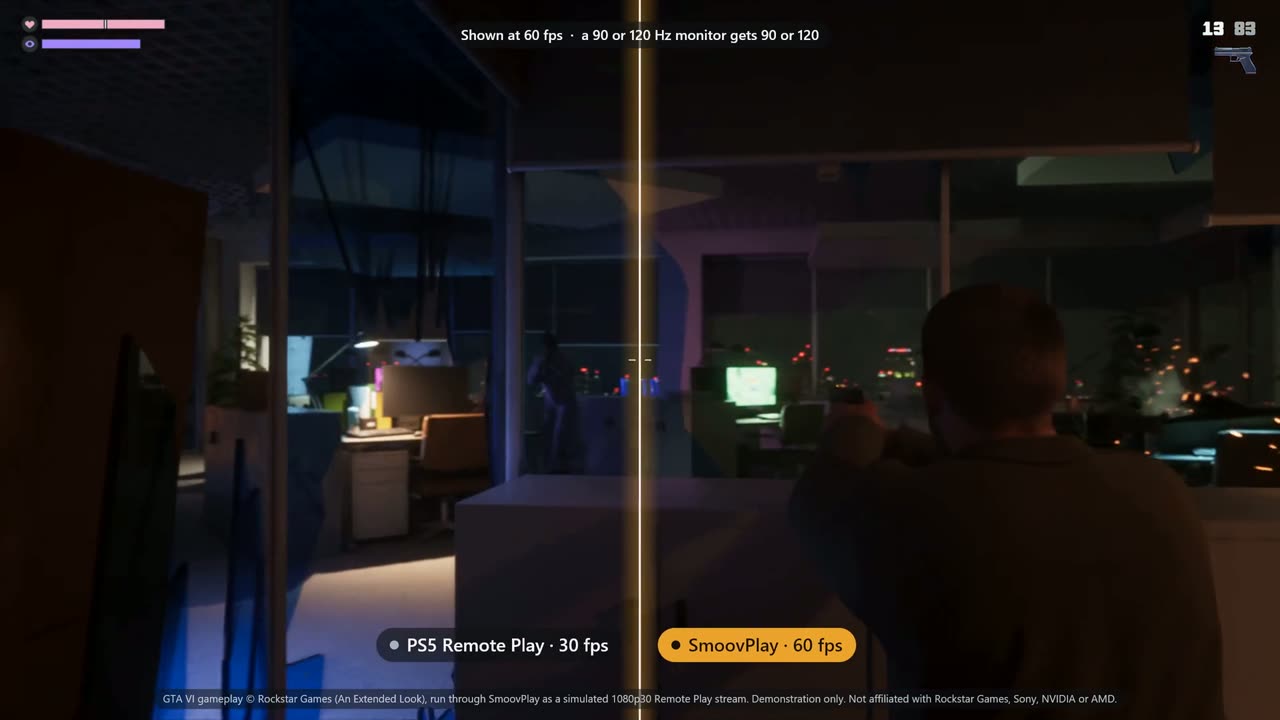 Shown at 60 fps · a 90 or 120 Hz monitor gets 90 or 120
13 83
PS5 Remote Play · 30 fps
SmoovPlay · 60 fps
GTA VI gameplay © Rockstar Games (An Extended Look), run through SmoovPlay as a simulated 1080p30 Remote Play stream. Demonstration only. Not affiliated with Rockstar Games, Sony, NVIDIA or AMD.